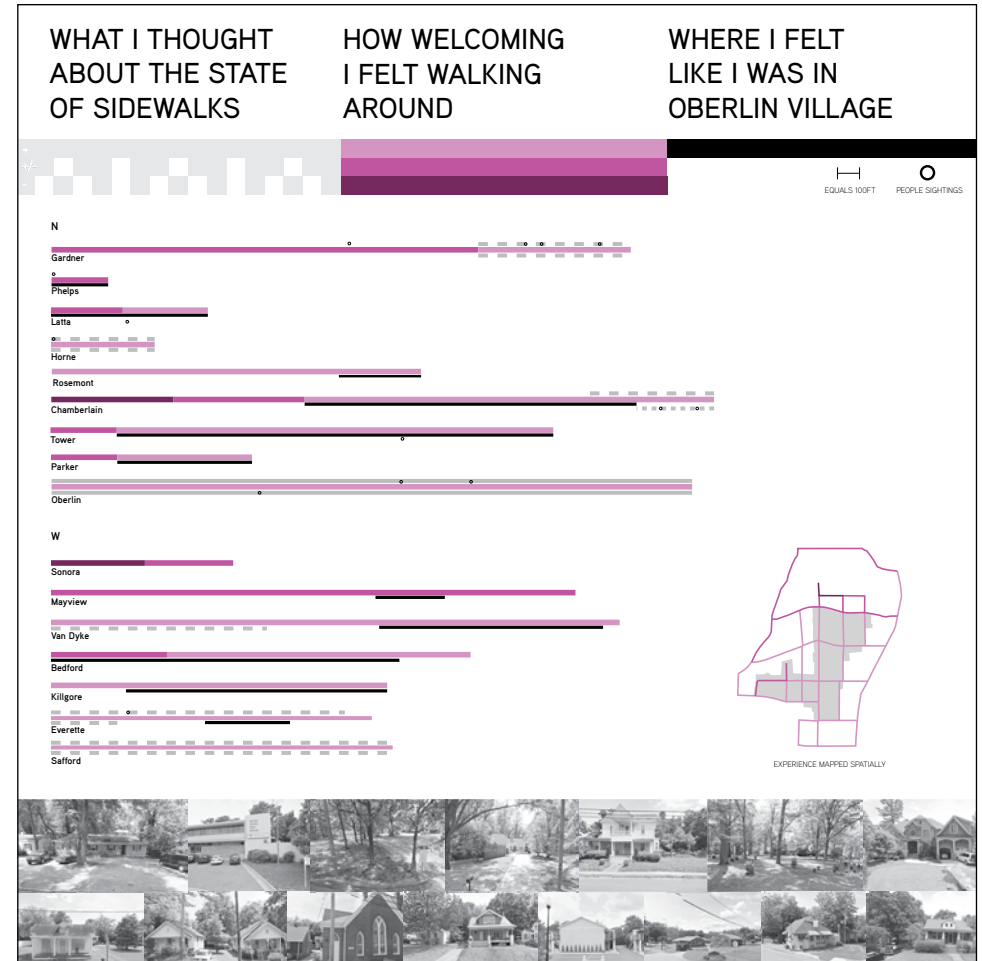 WHAT I THOUGHT
ABOUT THE STATE
OF SIDEWALKS
HOW WELCOMING
I FELT WALKING
AROUND
WHERE I FELT
LIKE I WAS IN
OBERLIN VILLAGE
+
+/-
-
EQUALS 100FT
PEOPLE SIGHTINGS
N
Gardner
Phelps
Latta
Horne
Rosemont
Chamberlain
Tower
Parker
Oberlin
W
Sonora
Mayview
Van Dyke
Bedford
Killgore
Everette
Safford
EXPERIENCE MAPPED SPATIALLY